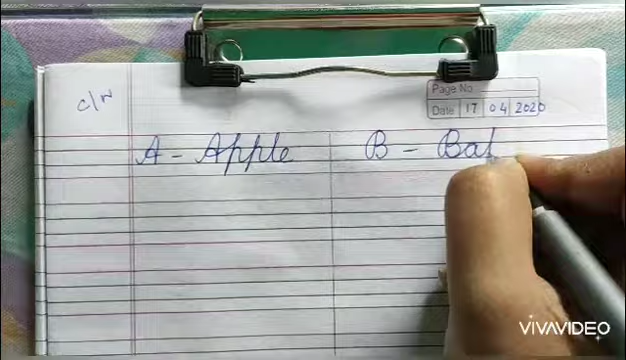 c/w
Page No
Date 17 04 2020
A - Apple B - Bal
VIVAVIDEO